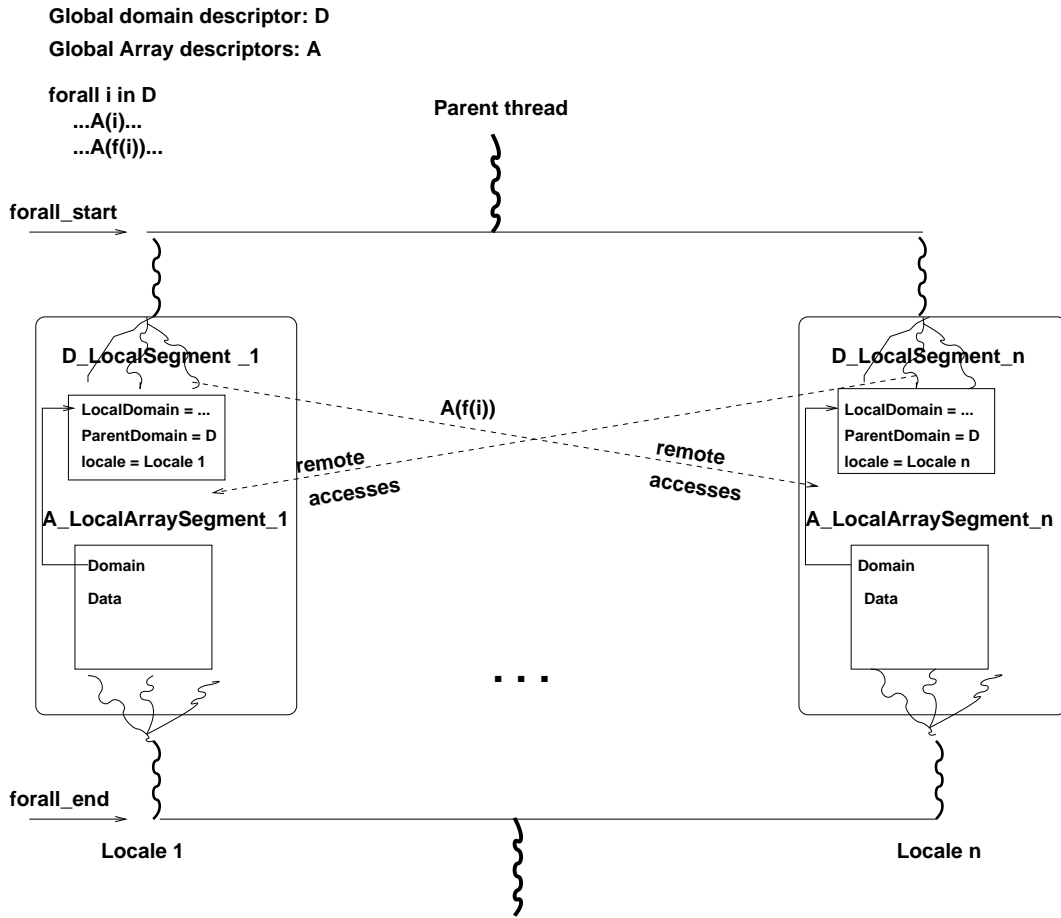 Global domain descriptor: D
Global Array descriptors: A
forall i in D
...A(i)...
...A(f(i))...
Parent thread
forall_start
D_LocalSegment _1
LocalDomain = ...
ParentDomain = D
locale = Locale 1
A_LocalArraySegment_1
Domain
Data
A(f(i))
remote
accesses
remote
accesses
D_LocalSegment_n
LocalDomain = ...
ParentDomain = D
locale = Locale n
A_LocalArraySegment_n
Domain
Data
. . .
forall_end
Locale 1
Locale n